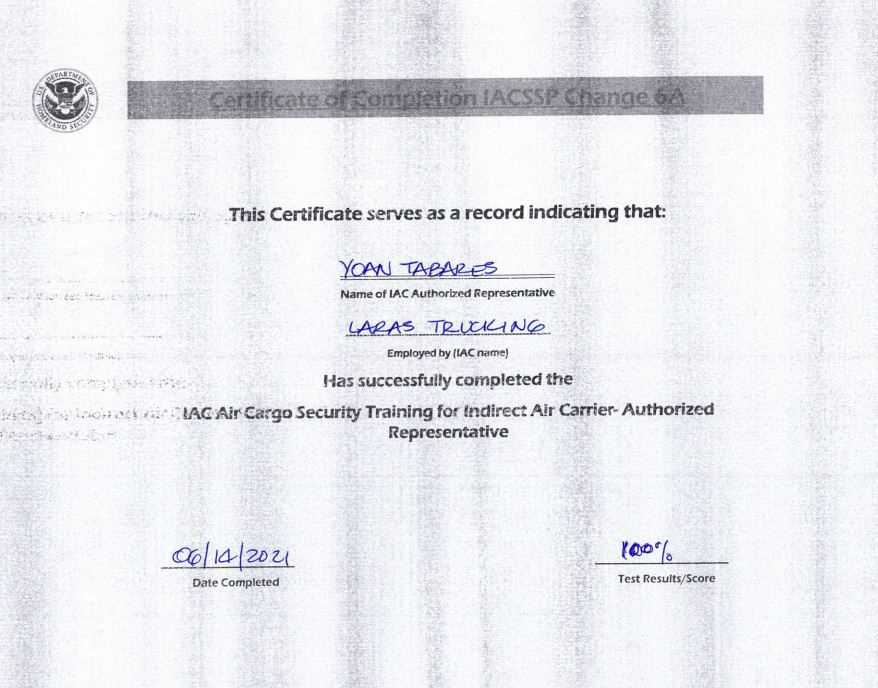 U.S. DEPARTMENT OF HOMELAND SECURITY
Certificate of Completion IACSSP Change 6A
This Certificate serves as a record indicating that:
YOAN TABARES
Name of IAC Authorized Representative
LARAS TRUCKING
Employed by (IAC name)
Has successfully completed the
IAC Air Cargo Security Training for Indirect Air Carrier- Authorized
Representative
06/14/2021
100%
Date Completed
Test Results/Score